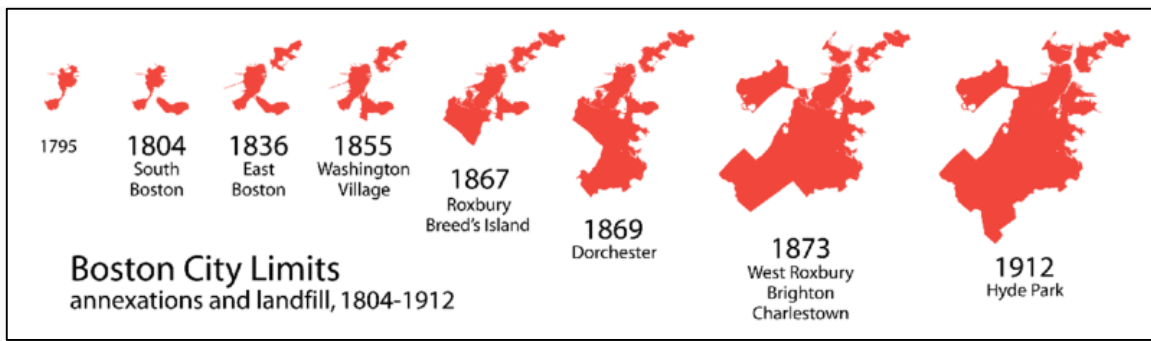 1795
1804
South
Boston
1836
East
Boston
1855
Washington
Village
1867
Roxbury
Breed's Island
1869
Dorchester
1873
West Roxbury
Brighton
Charlestown
1912
Hyde Park
Boston City Limits
annexations and landfill, 1804-1912